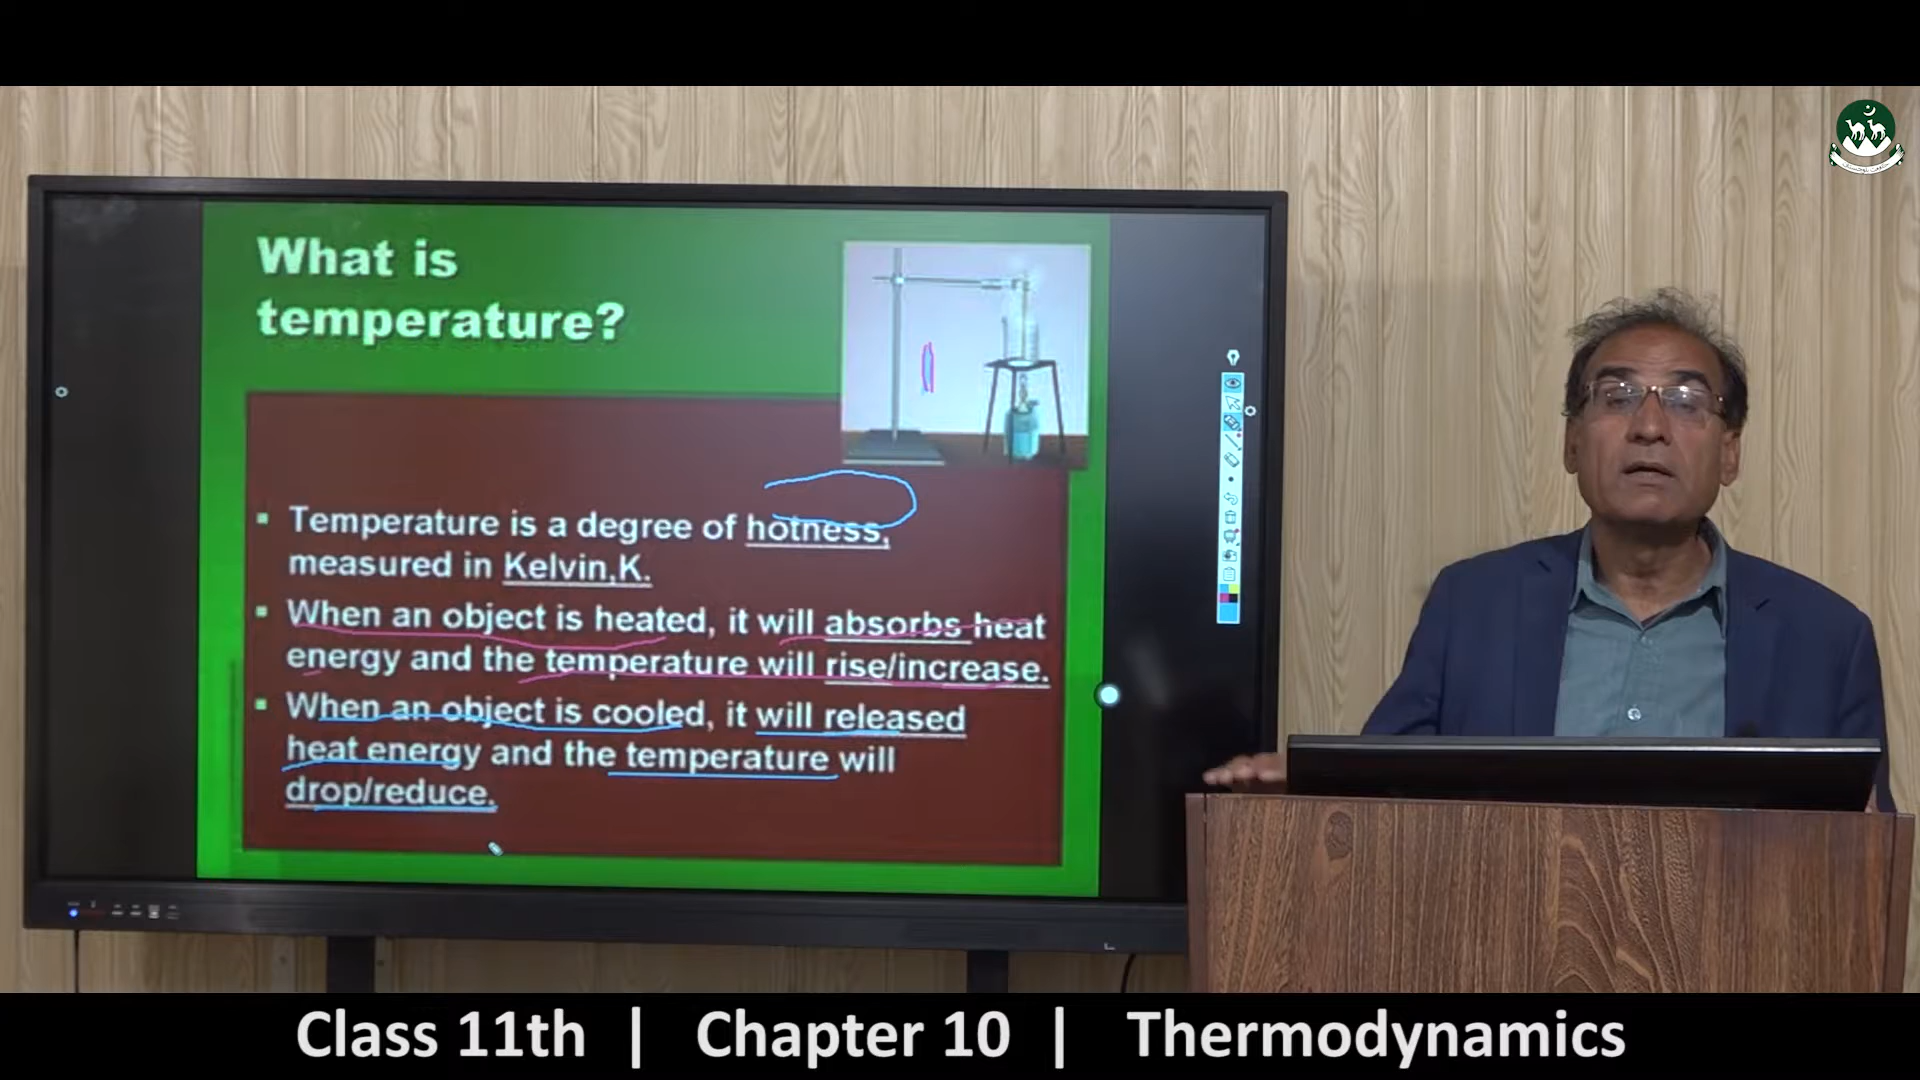 What is
temperature?
Temperature is a degree of hotness,
measured in Kelvin,K.
When an object is heated, it will absorbs heat
energy and the temperature will rise/increase.
When an object is cooled, it will released
heat energy and the temperature will
drop/reduce.
Class 11th | Chapter 10 | Thermodynamics